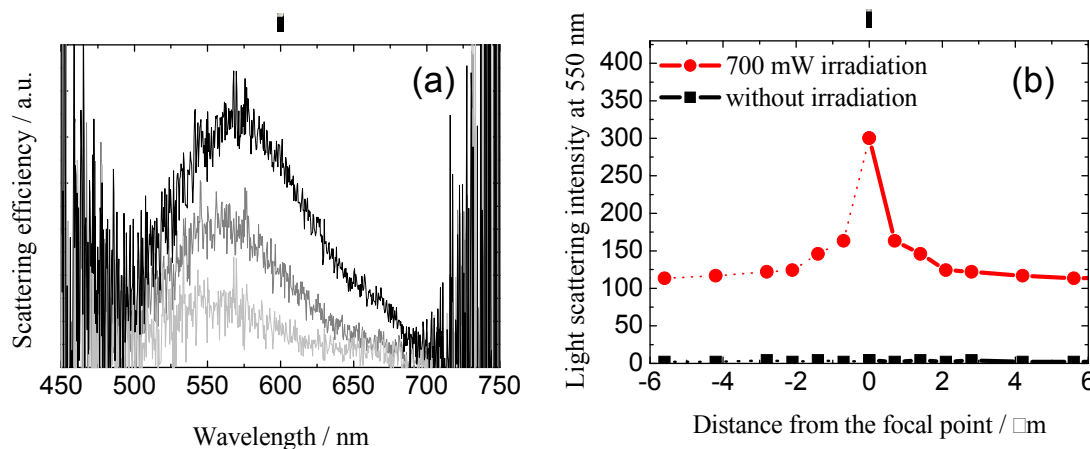 (a)
Scattering efficiency / a.u.
450 500 550 600 650 700 750
Wavelength / nm
(b)
700 mW irradiation
without irradiation
Light scattering intensity at 550 nm
400
350
300
250
200
150
100
50
0
-6 -4 -2 0 2 4 6
Distance from the focal point / □m